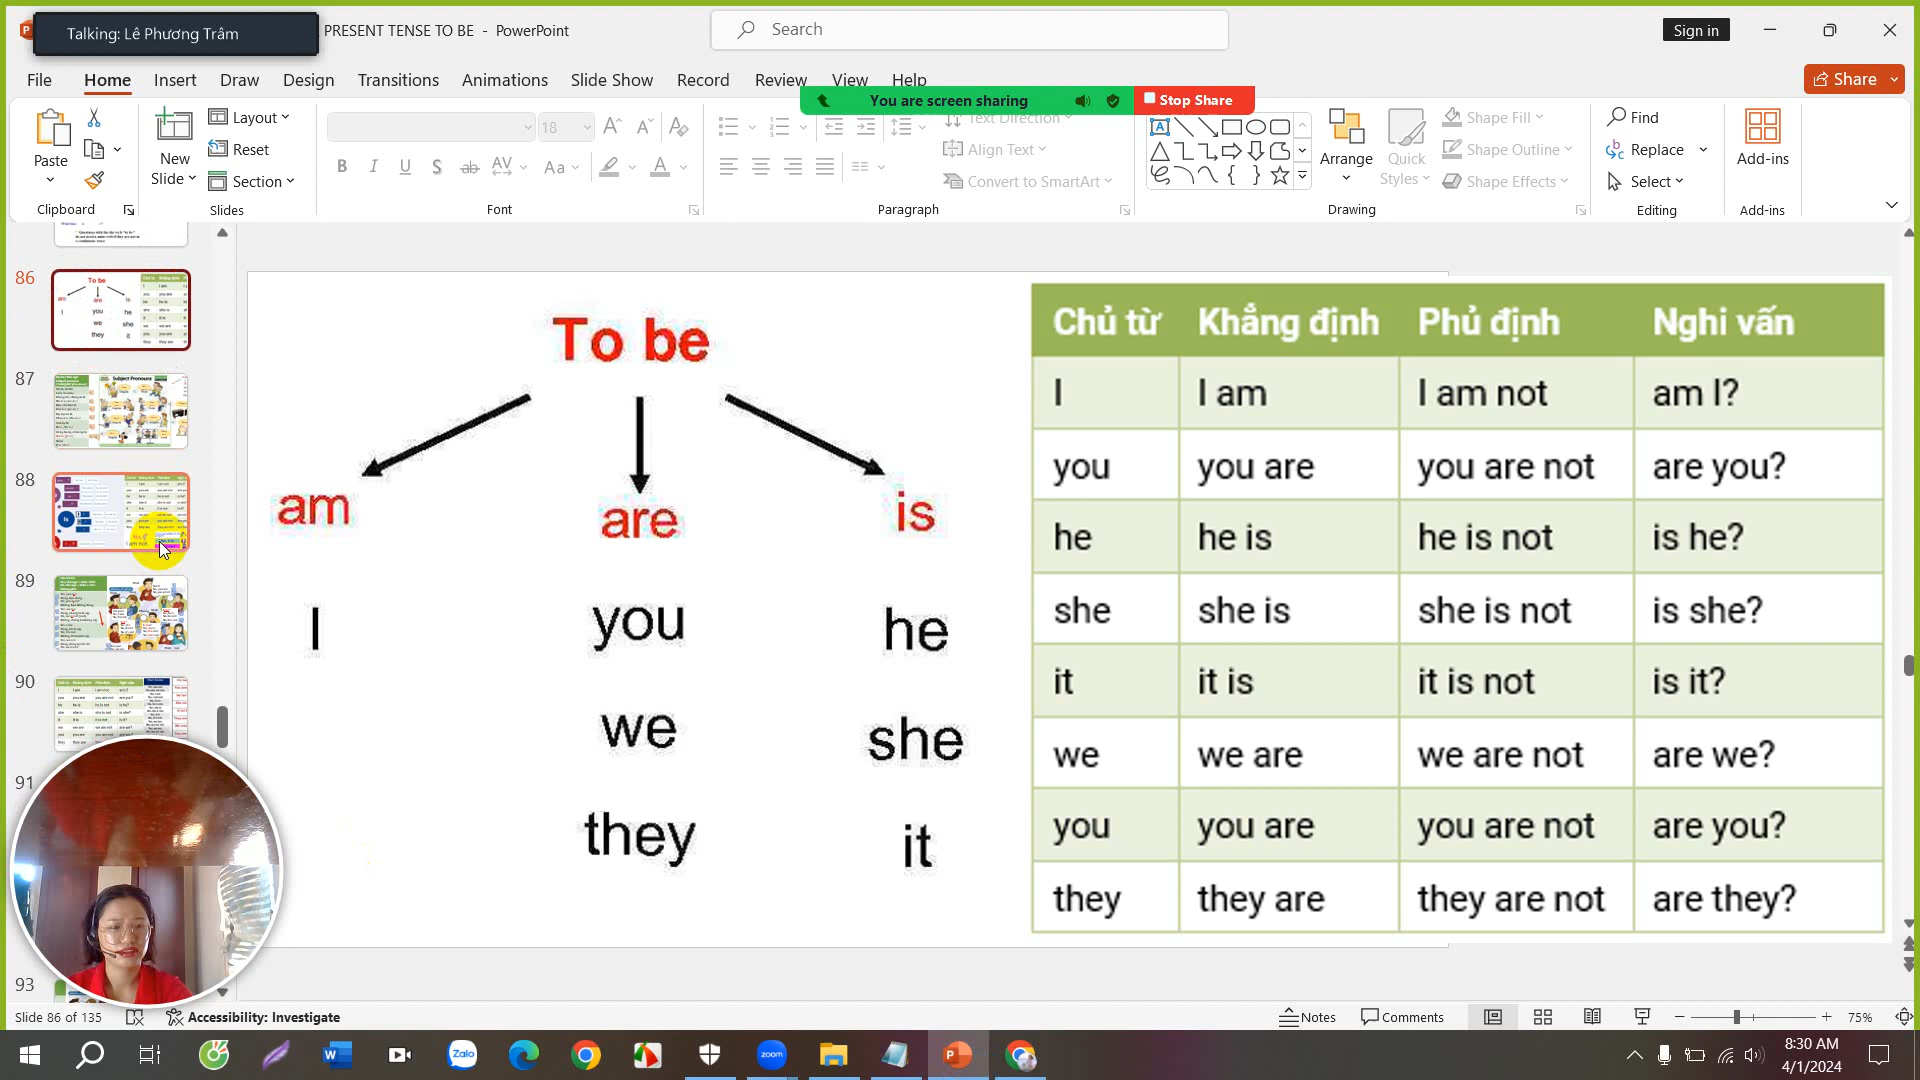 Talking: Lê Phương Trâm
PRESENT TENSE TO BE - PowerPoint
Search
Sign in
File Home Insert Draw Design Transitions Animations Slide Show Record Review View Help
Share
You are screen sharing
Stop Share
Paste
New Slide
Layout
Reset
Section
18
Text Direction
Align Text
Convert to SmartArt
Arrange
Quick Styles
Shape Fill
Shape Outline
Shape Effects
Find
Replace
Select
Add-ins
Clipboard Slides Font Paragraph Drawing Editing Add-ins
86
87
88
89
90
91
93
To be
am are is
I you he
we she
they it
Chủ từ Khẳng định Phủ định Nghi vấn
I I am I am not am I?
you you are you are not are you?
he he is he is not is he?
she she is she is not is she?
it it is it is not is it?
we we are we are not are we?
you you are you are not are you?
they they are they are not are they?
Slide 86 of 135
Accessibility: Investigate
Notes
Comments
75%
Zalo
zoom
8:30 AM
4/1/2024